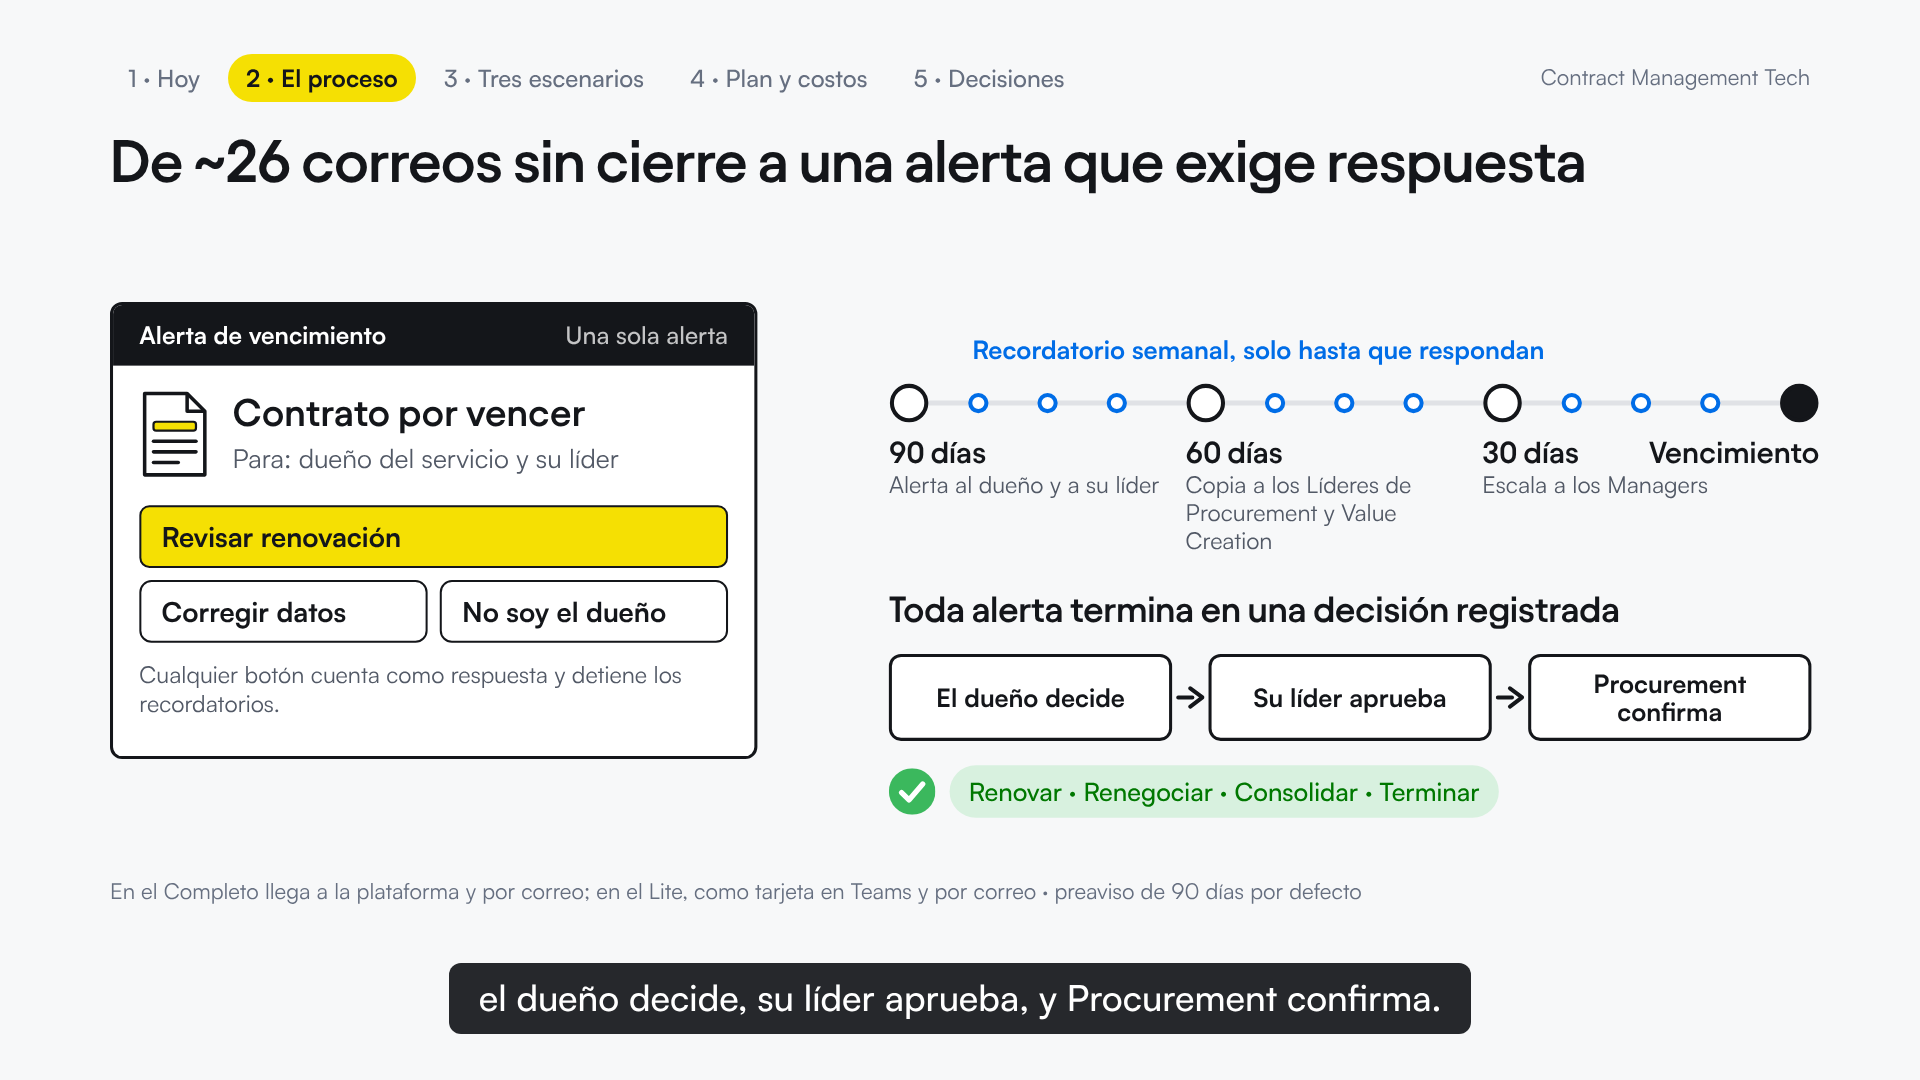 1 · Hoy
2 · El proceso
3 · Tres escenarios
4 · Plan y costos
5 · Decisiones
Contract Management Tech
De ~26 correos sin cierre a una alerta que exige respuesta
Alerta de vencimiento
Una sola alerta
Contrato por vencer
Para: dueño del servicio y su líder
Revisar renovación
Corregir datos
No soy el dueño
Cualquier botón cuenta como respuesta y detiene los
recordatorios.
Recordatorio semanal, solo hasta que respondan
90 días
Alerta al dueño y a su líder
60 días
Copia a los Líderes de
Procurement y Value
Creation
30 días
Escala a los Managers
Vencimiento
Toda alerta termina en una decisión registrada
El dueño decide
Su líder aprueba
Procurement
confirma
Renovar · Renegociar · Consolidar · Terminar
En el Completo llega a la plataforma y por correo; en el Lite, como tarjeta en Teams y por correo · preaviso de 90 días por defecto
el dueño decide, su líder aprueba, y Procurement confirma.